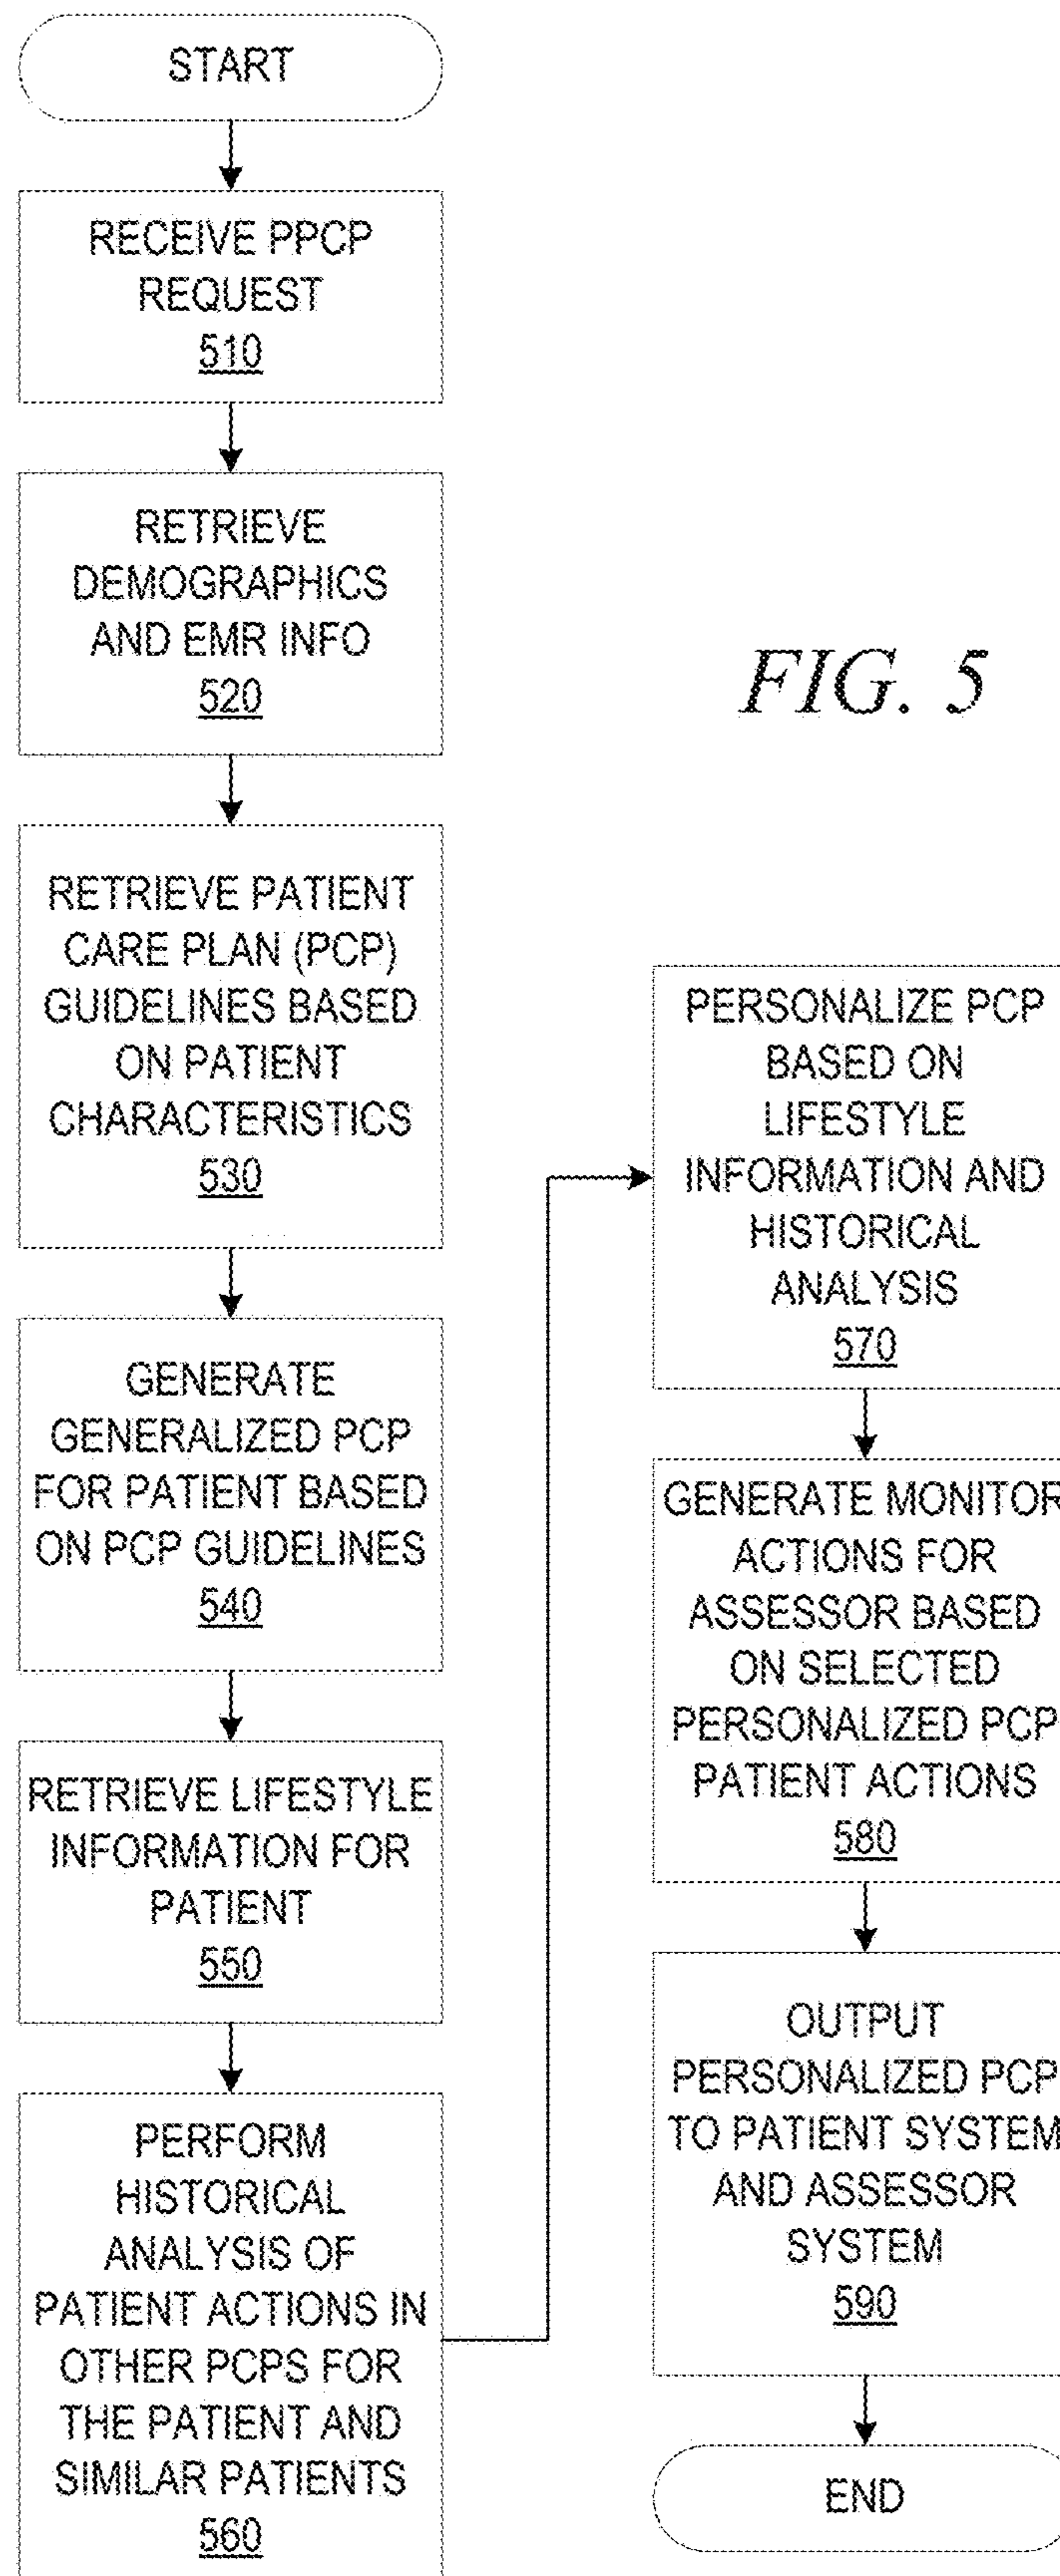 START
RECEIVE PPCP
REQUEST
510
RETRIEVE
DEMOGRAPHICS
AND EMR INFO
520
RETRIEVE PATIENT
CARE PLAN (PCP)
GUIDELINES BASED
ON PATIENT
CHARACTERISTICS
530
GENERATE
GENERALIZED PCP
FOR PATIENT BASED
ON PCP GUIDELINES
540
RETRIEVE LIFESTYLE
INFORMATION FOR
PATIENT
550
PERFORM
HISTORICAL
ANALYSIS OF
PATIENT ACTIONS IN
OTHER PCPS FOR
THE PATIENT AND
SIMILAR PATIENTS
560
FIG. 5
PERSONALIZE PCP
BASED ON
LIFESTYLE
INFORMATION AND
HISTORICAL
ANALYSIS
570
GENERATE MONITOR
ACTIONS FOR
ASSESSOR BASED
ON SELECTED
PERSONALIZED PCP
PATIENT ACTIONS
580
OUTPUT
PERSONALIZED PCP
TO PATIENT SYSTEM
AND ASSESSOR
SYSTEM
590
END